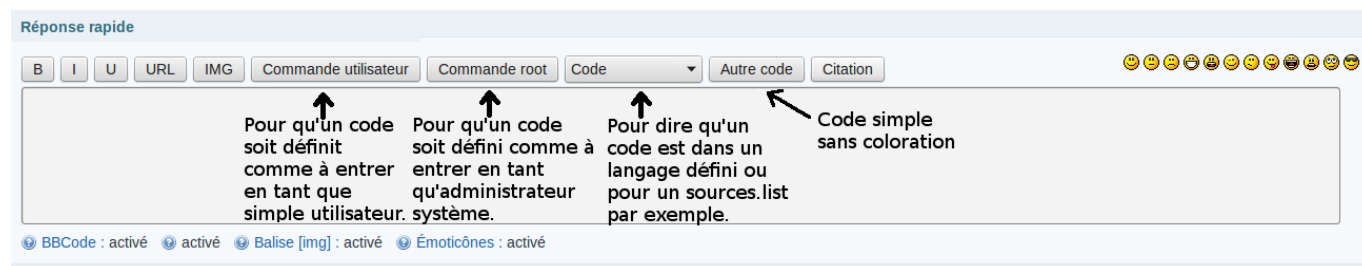 Réponse rapide
B I U URL IMG Commande utilisateur Commande root Code Autre code Citation
Pour qu'un code
soit définit
comme à entrer
en tant que
simple utilisateur.
Pour qu'un code
soit défini comme à
entrer en tant
qu'administrateur
système.
Pour dire qu'un
code est dans un
langage défini ou
pour un sources.list
par exemple.
Code simple
sans coloration
BBCode : activé activé Balise [img] : activé Émoticônes : activé